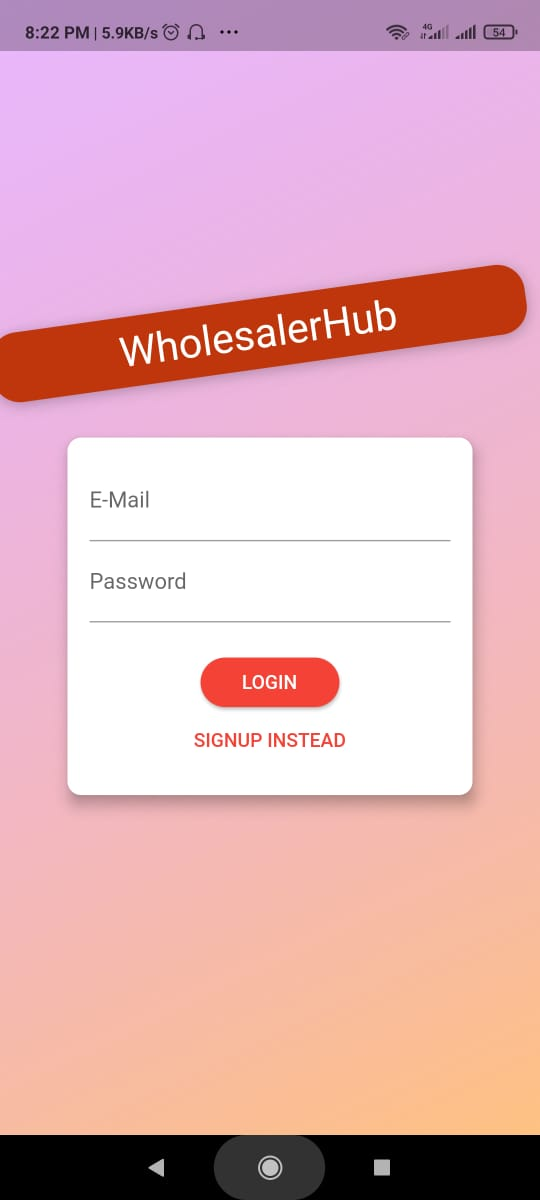 8:22 PM | 5.9KB/s ... 4G 54
WholesalerHub
E-Mail
Password
LOGIN
SIGNUP INSTEAD